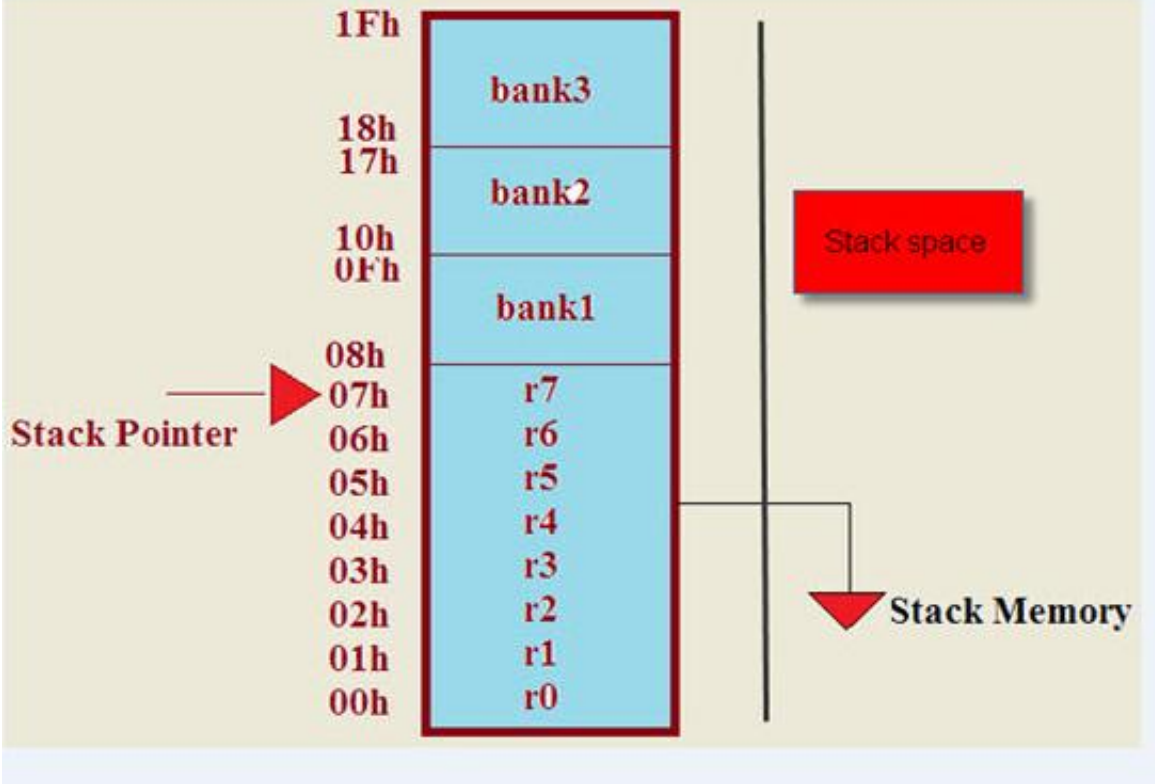 1Fh
bank3
18h
17h
bank2
Stack space
10h
0Fh
bank1
08h
07h r7
Stack Pointer
06h r6
05h r5
04h r4
03h r3
02h r2
Stack Memory
01h r1
00h r0